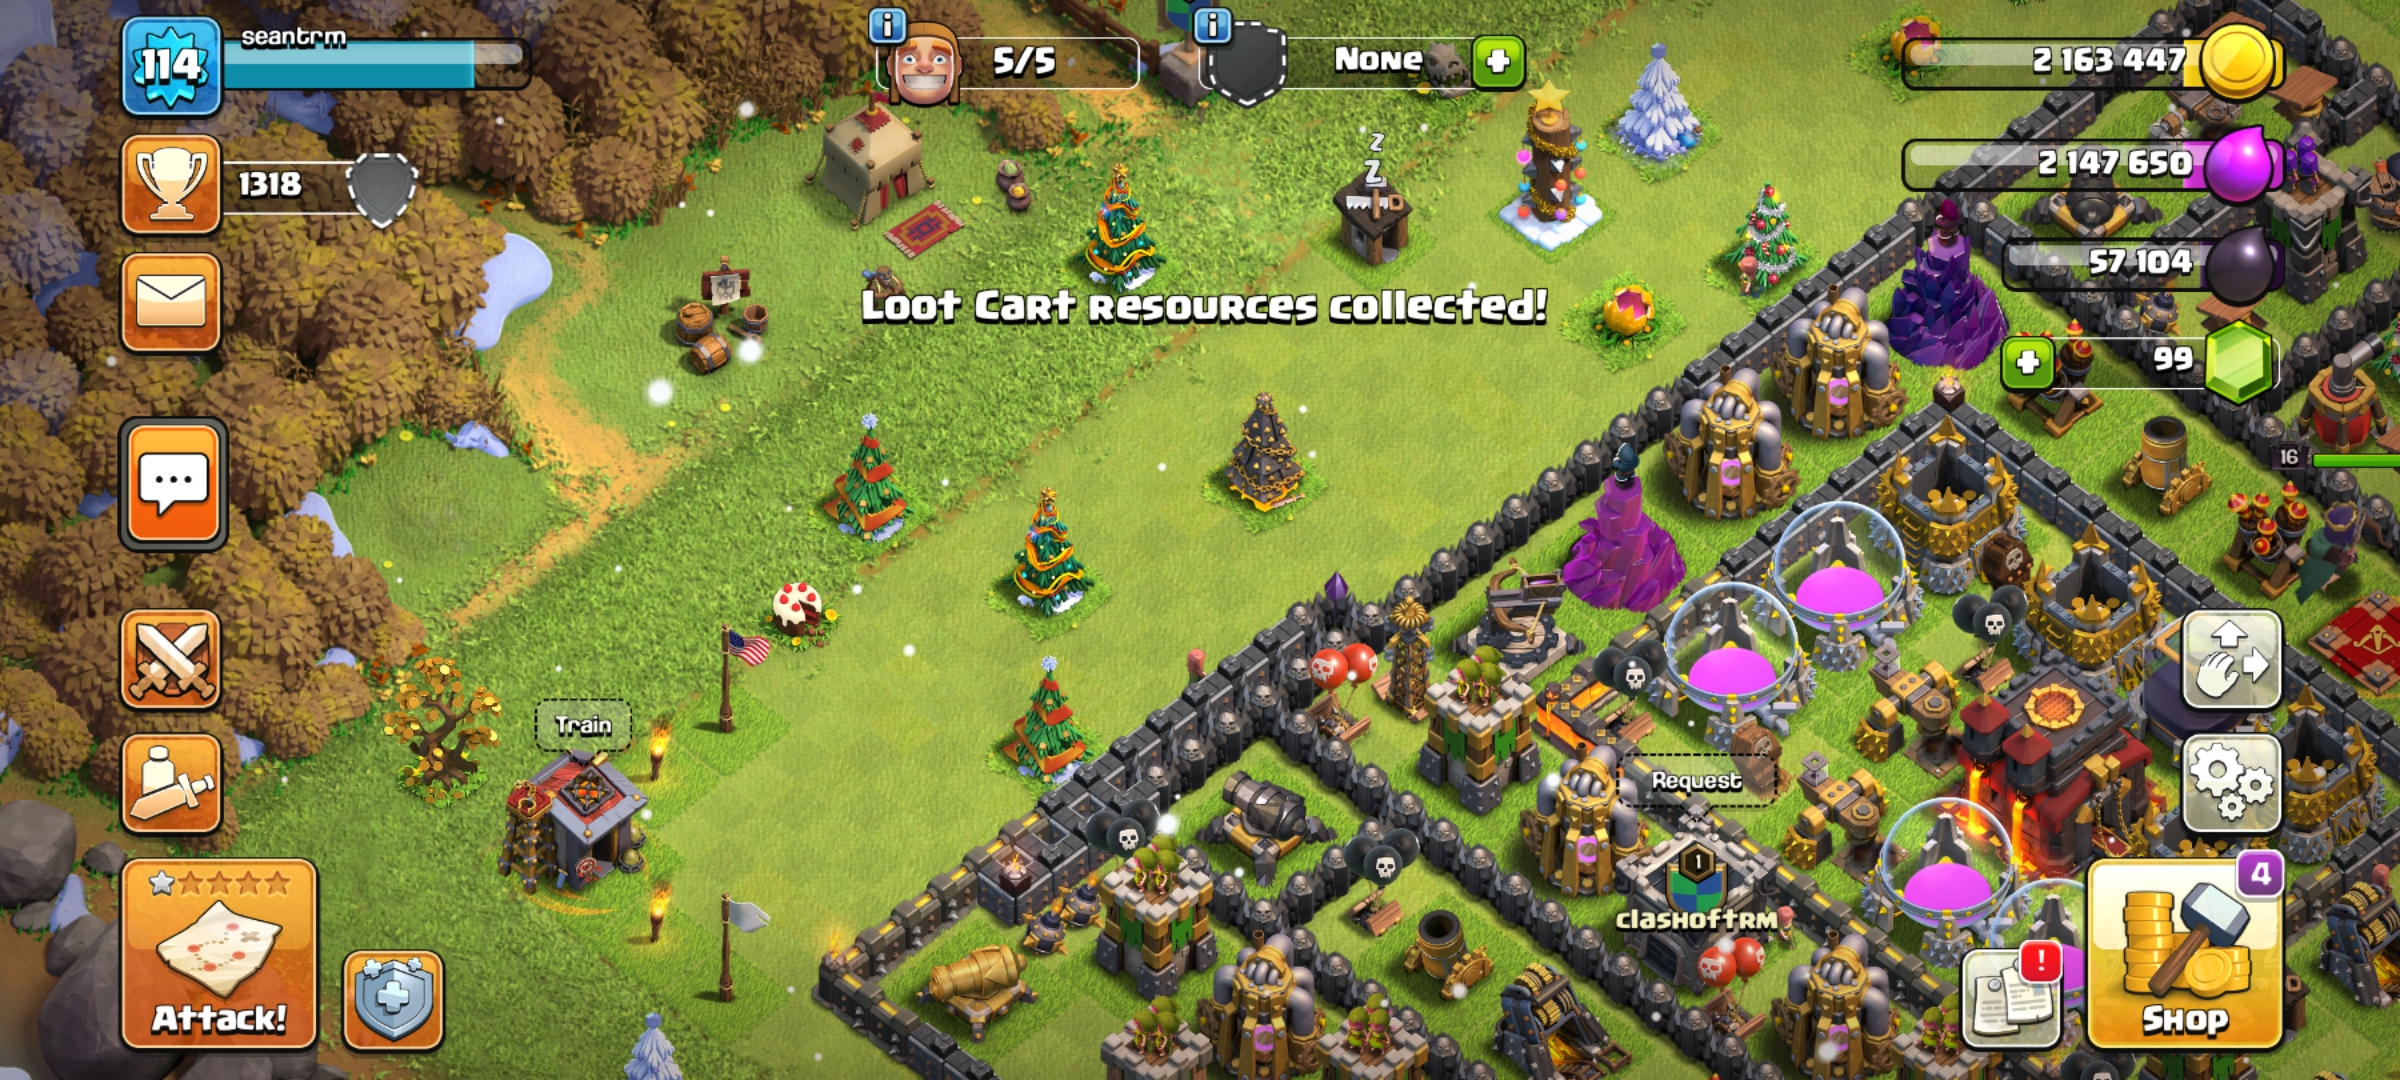 114
seantrm
5/5
None
2 163 447
1318
2 147 650
57 104
Loot Cart resources collected!
99
16
Train
Request
1
clashoftrm
4
Attack!
!
Shop